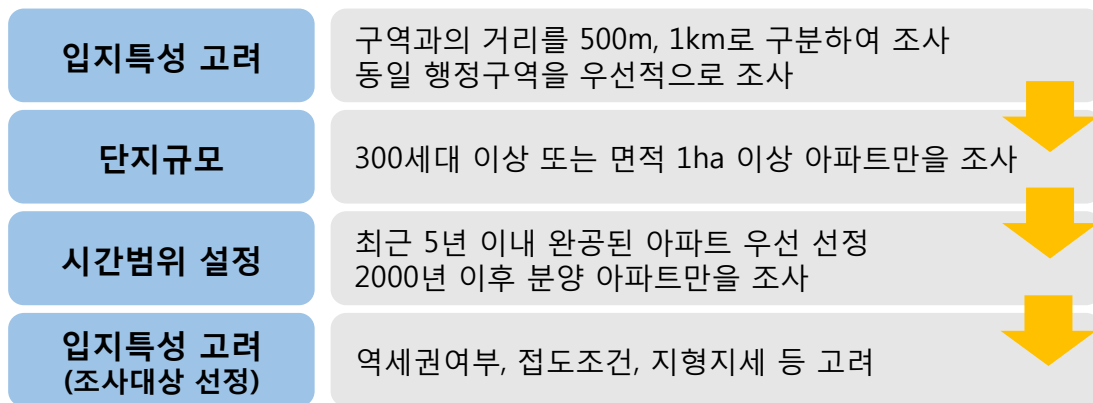 입지특성 고려
구역과의 거리를 500m, 1km로 구분하여 조사
동일 행정구역을 우선적으로 조사
단지규모
300세대 이상 또는 면적 1ha 이상 아파트만을 조사
시간범위 설정
최근 5년 이내 완공된 아파트 우선 선정
2000년 이후 분양 아파트만을 조사
입지특성 고려
(조사대상 선정)
역세권여부, 접도조건, 지형지세 등 고려